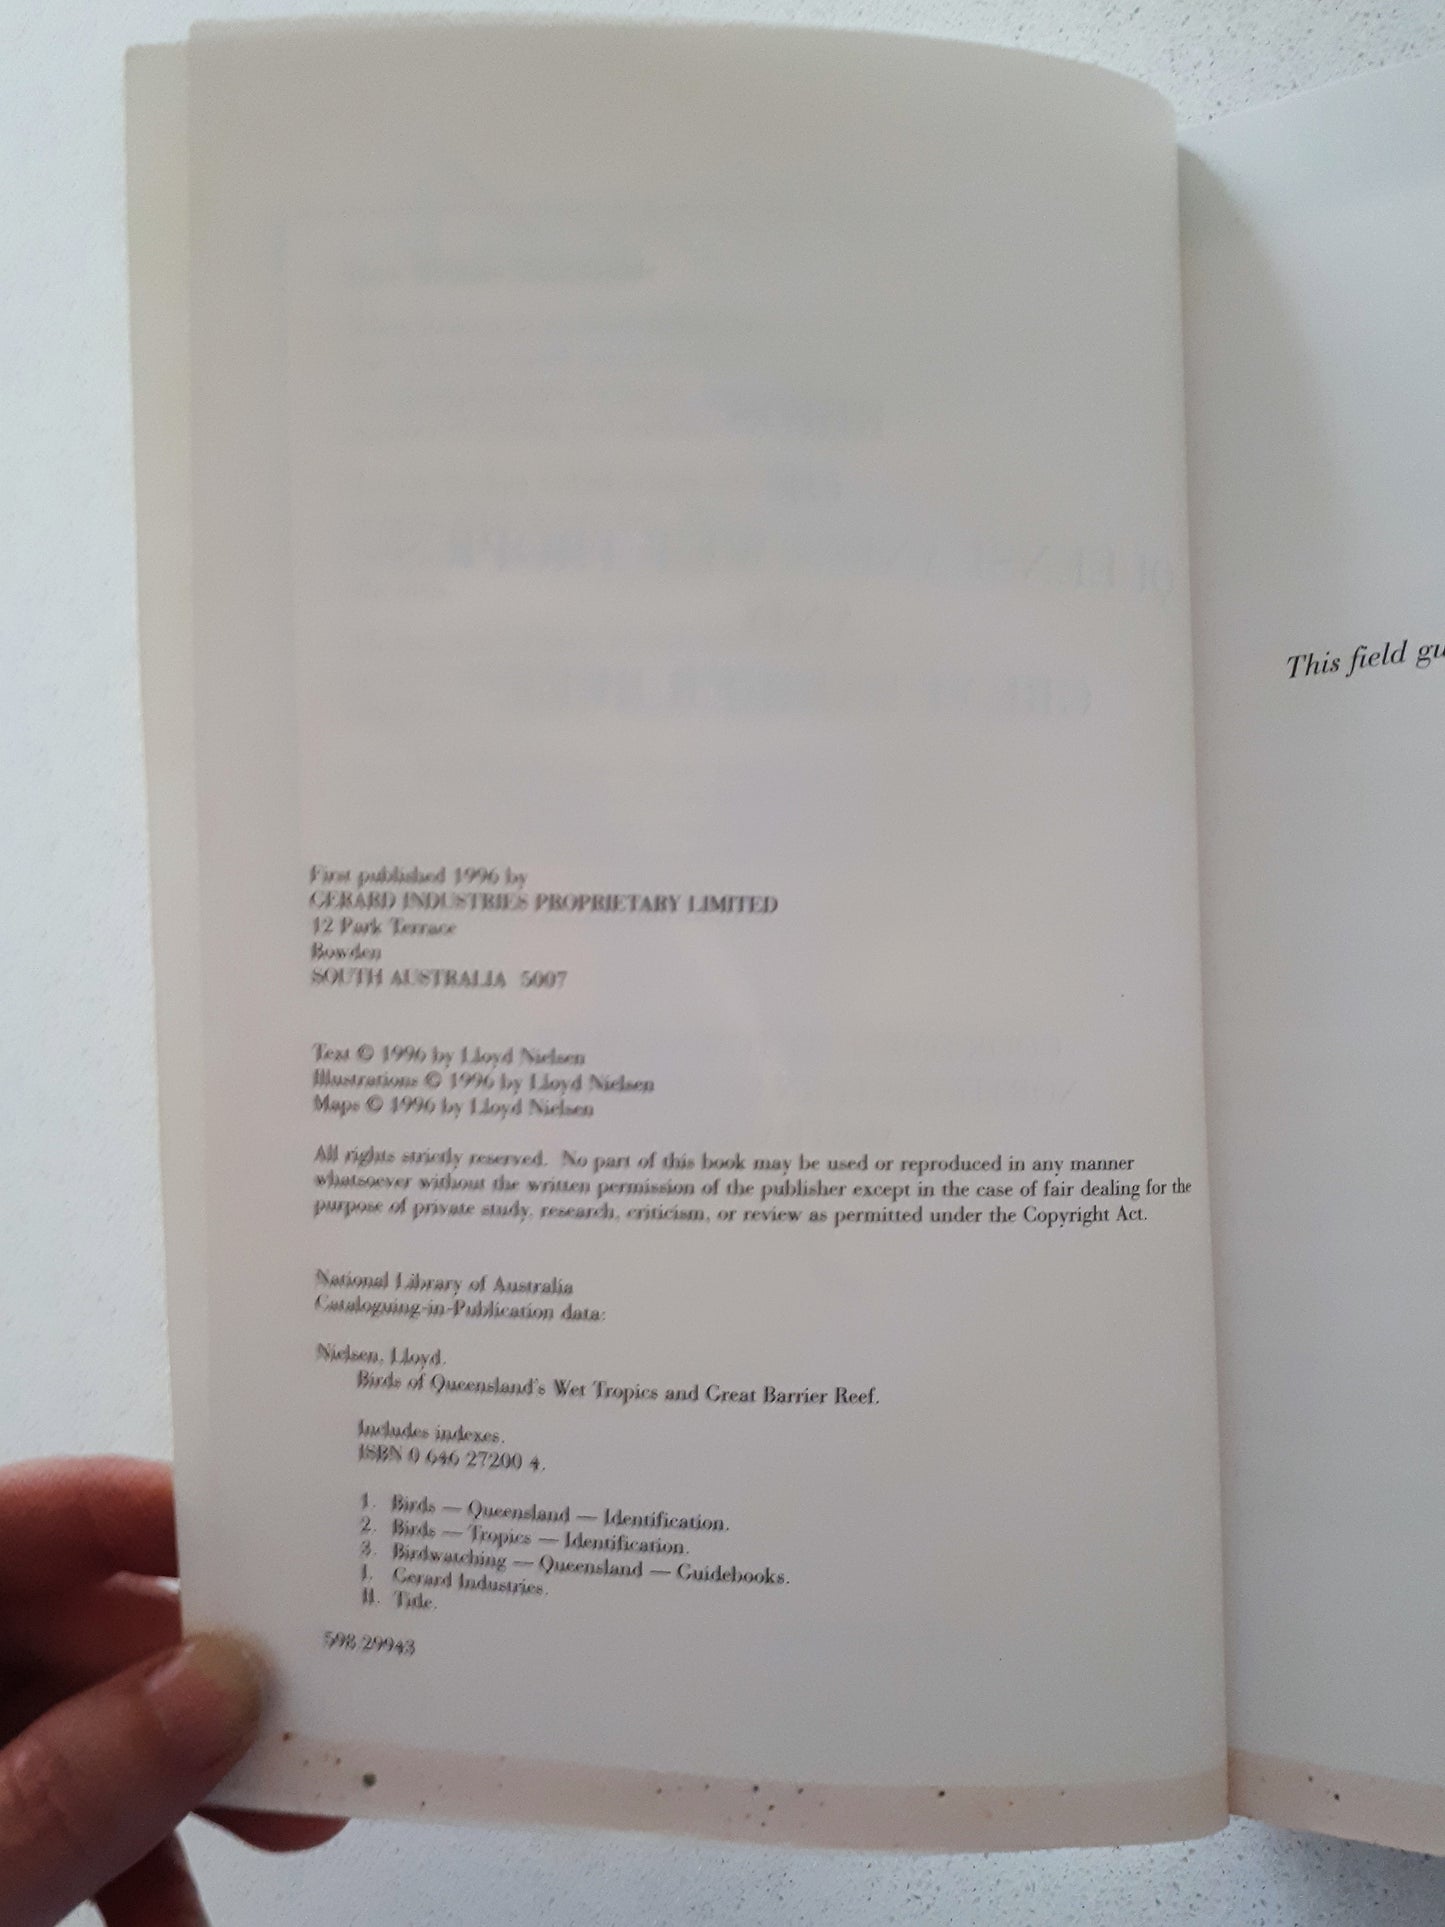 First published 1996 by
GERARD INDUSTRIES PROPRIETARY LIMITED
12 Park Terrace
Bowden
SOUTH AUSTRALIA 5007
Text © 1996 by Lloyd Nielsen
Illustrations © 1996 by Lloyd Nielsen
Maps © 1996 by Lloyd Nielsen
All rights strictly reserved. No part of this book may be used or reproduced in any manner
whatsoever without the written permission of the publisher except in the case of fair dealing for the
purpose of private study, research, criticism, or review as permitted under the Copyright Act.
National Library of Australia
Cataloguing-in-Publication data:
Nielsen, Lloyd.
Birds of Queensland's Wet Tropics and Great Barrier Reef.
Includes indexes.
ISBN 0 646 27200 4.
1. Birds — Queensland — Identification.
2. Birds — Tropics — Identification.
3. Birdwatching — Queensland — Guidebooks.
I. Gerard Industries.
II. Title.
598.29943
This field gu